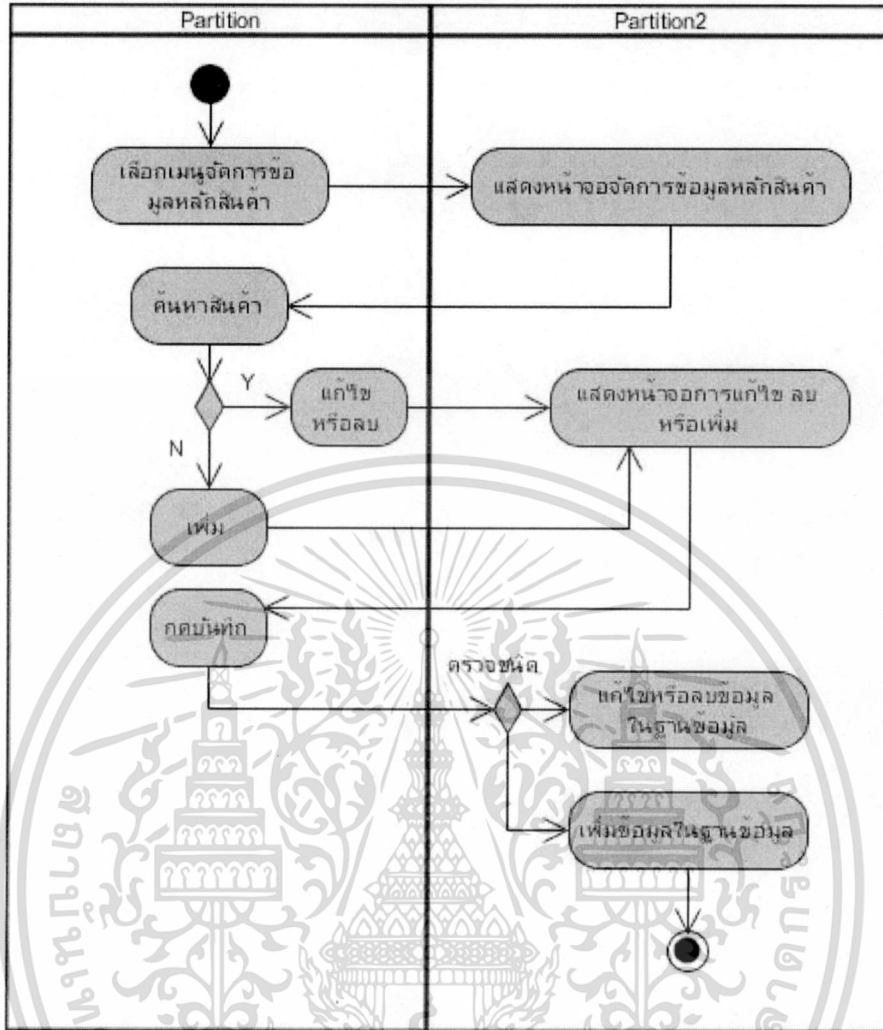 Partition
Partition2
เลือกเมนูจัดการข้อ
มูลหลักสินค้า
แสดงหน้าจอจัดการข้อมูลหลักสินค้า
ค้นหาสินค้า
Y
แก้ไข
หรือลบ
แสดงหน้าจอการแก้ไข ลบ
หรือเพิ่ม
N
เพิ่ม
กดบันทึก
ตรวจชนิด
แก้ไขหรือลบข้อมูล
ในฐานข้อมูล
เพิ่มข้อมูลในฐานข้อมูล